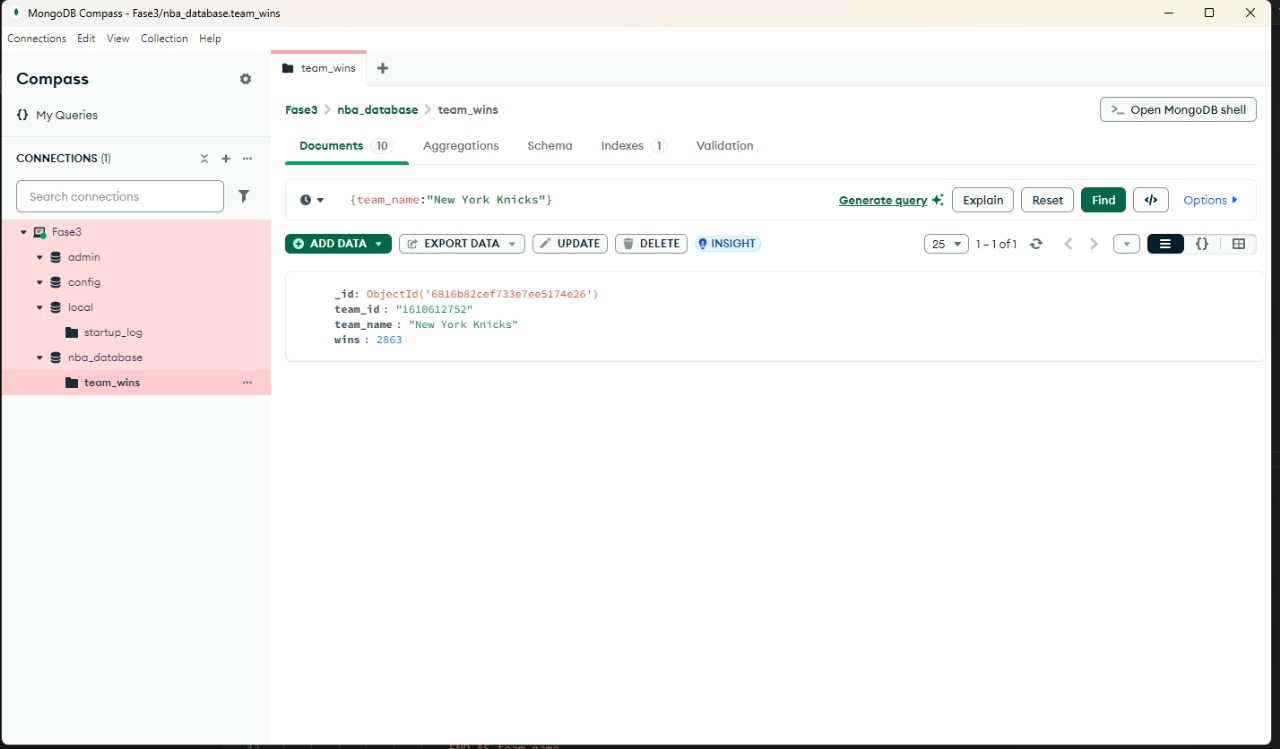 MongoDB Compass - Fase3/nba_database.team_wins
Connections Edit View Collection Help
Compass
{} My Queries
CONNECTIONS (1)
Search connections
Fase3
admin
config
local
startup_log
nba_database
team_wins
team_wins
Fase3 > nba_database > team_wins
>_ Open MongoDB shell
Documents 10 Aggregations Schema Indexes 1 Validation
{team_name:"New York Knicks"}
Generate query Explain Reset Find </> Options
ADD DATA EXPORT DATA UPDATE DELETE INSIGHT
25 1 – 1 of 1 {}
_id: ObjectId('6816b82cef733e7ee5174e26')
team_id : "1610612752"
team_name : "New York Knicks"
wins : 2863
END AS team_name